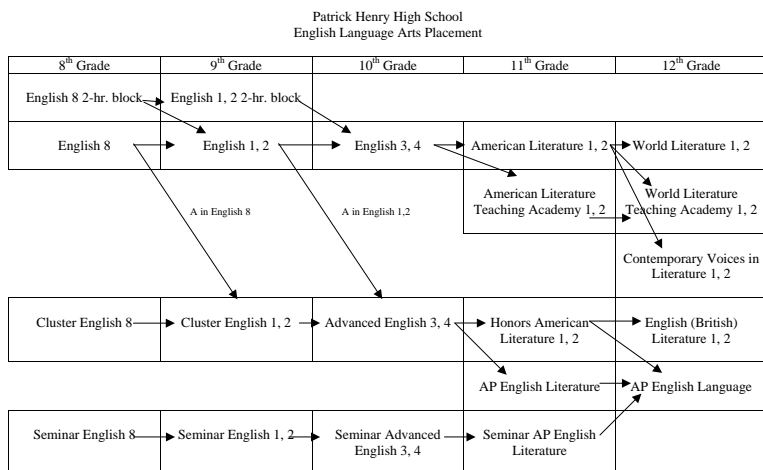 Patrick Henry High School
English Language Arts Placement
8th Grade
9th Grade
10th Grade
11th Grade
12th Grade
English 8 2-hr. block
English 1, 2 2-hr. block
English 8
English 1, 2
English 3, 4
American Literature 1, 2
World Literature 1, 2
American Literature
Teaching Academy 1, 2
World Literature
Teaching Academy 1, 2
A in English 8
A in English 1,2
Contemporary Voices in
Literature 1, 2
Cluster English 8
Cluster English 1, 2
Advanced English 3, 4
Honors American
Literature 1, 2
English (British)
Literature 1, 2
AP English Literature
AP English Language
Seminar English 8
Seminar English 1, 2
Seminar Advanced
English 3, 4
Seminar AP English
Literature